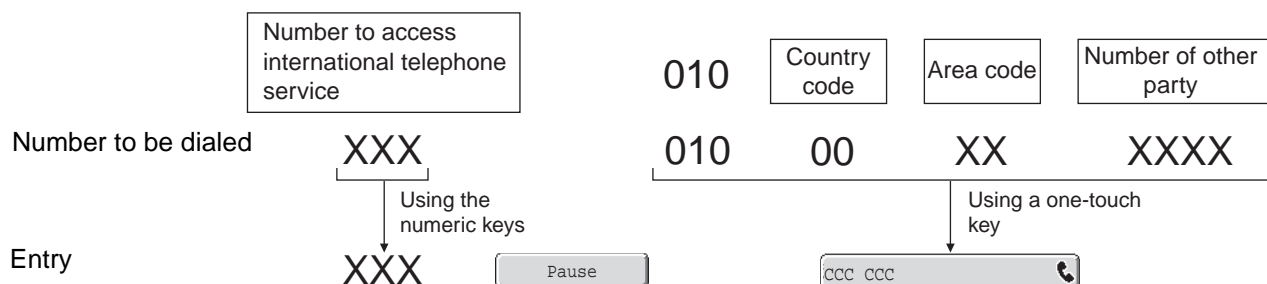 Number to access
international telephone
service
010
Country
code
Area code
Number of other
party
Number to be dialed
XXX
010
00
XX
XXXX
Using the
numeric keys
Using a one-touch
key
Entry
XXX
Pause
ccc ccc